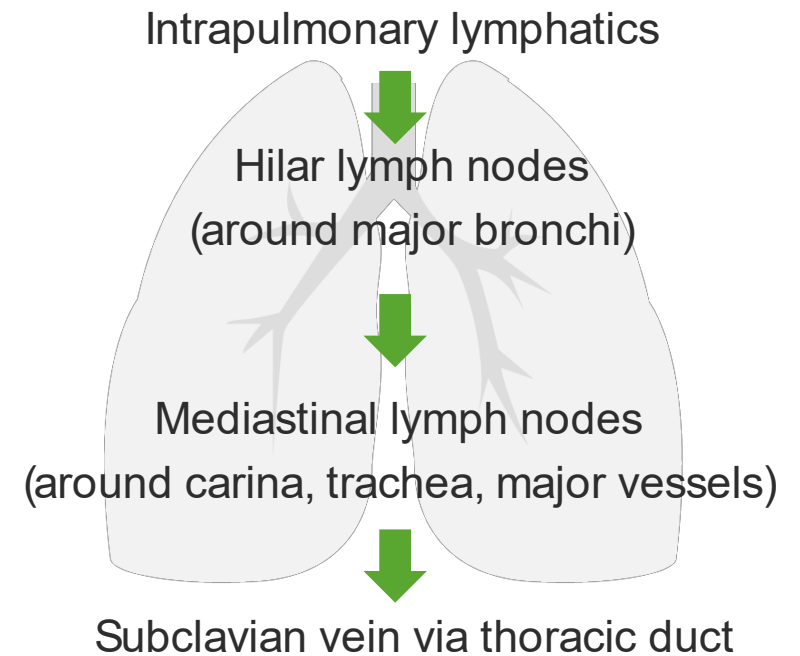 Intrapulmonary lymphatics
Hilar lymph nodes
(around major bronchi)
Mediastinal lymph nodes
(around carina, trachea, major vessels)
Subclavian vein via thoracic duct